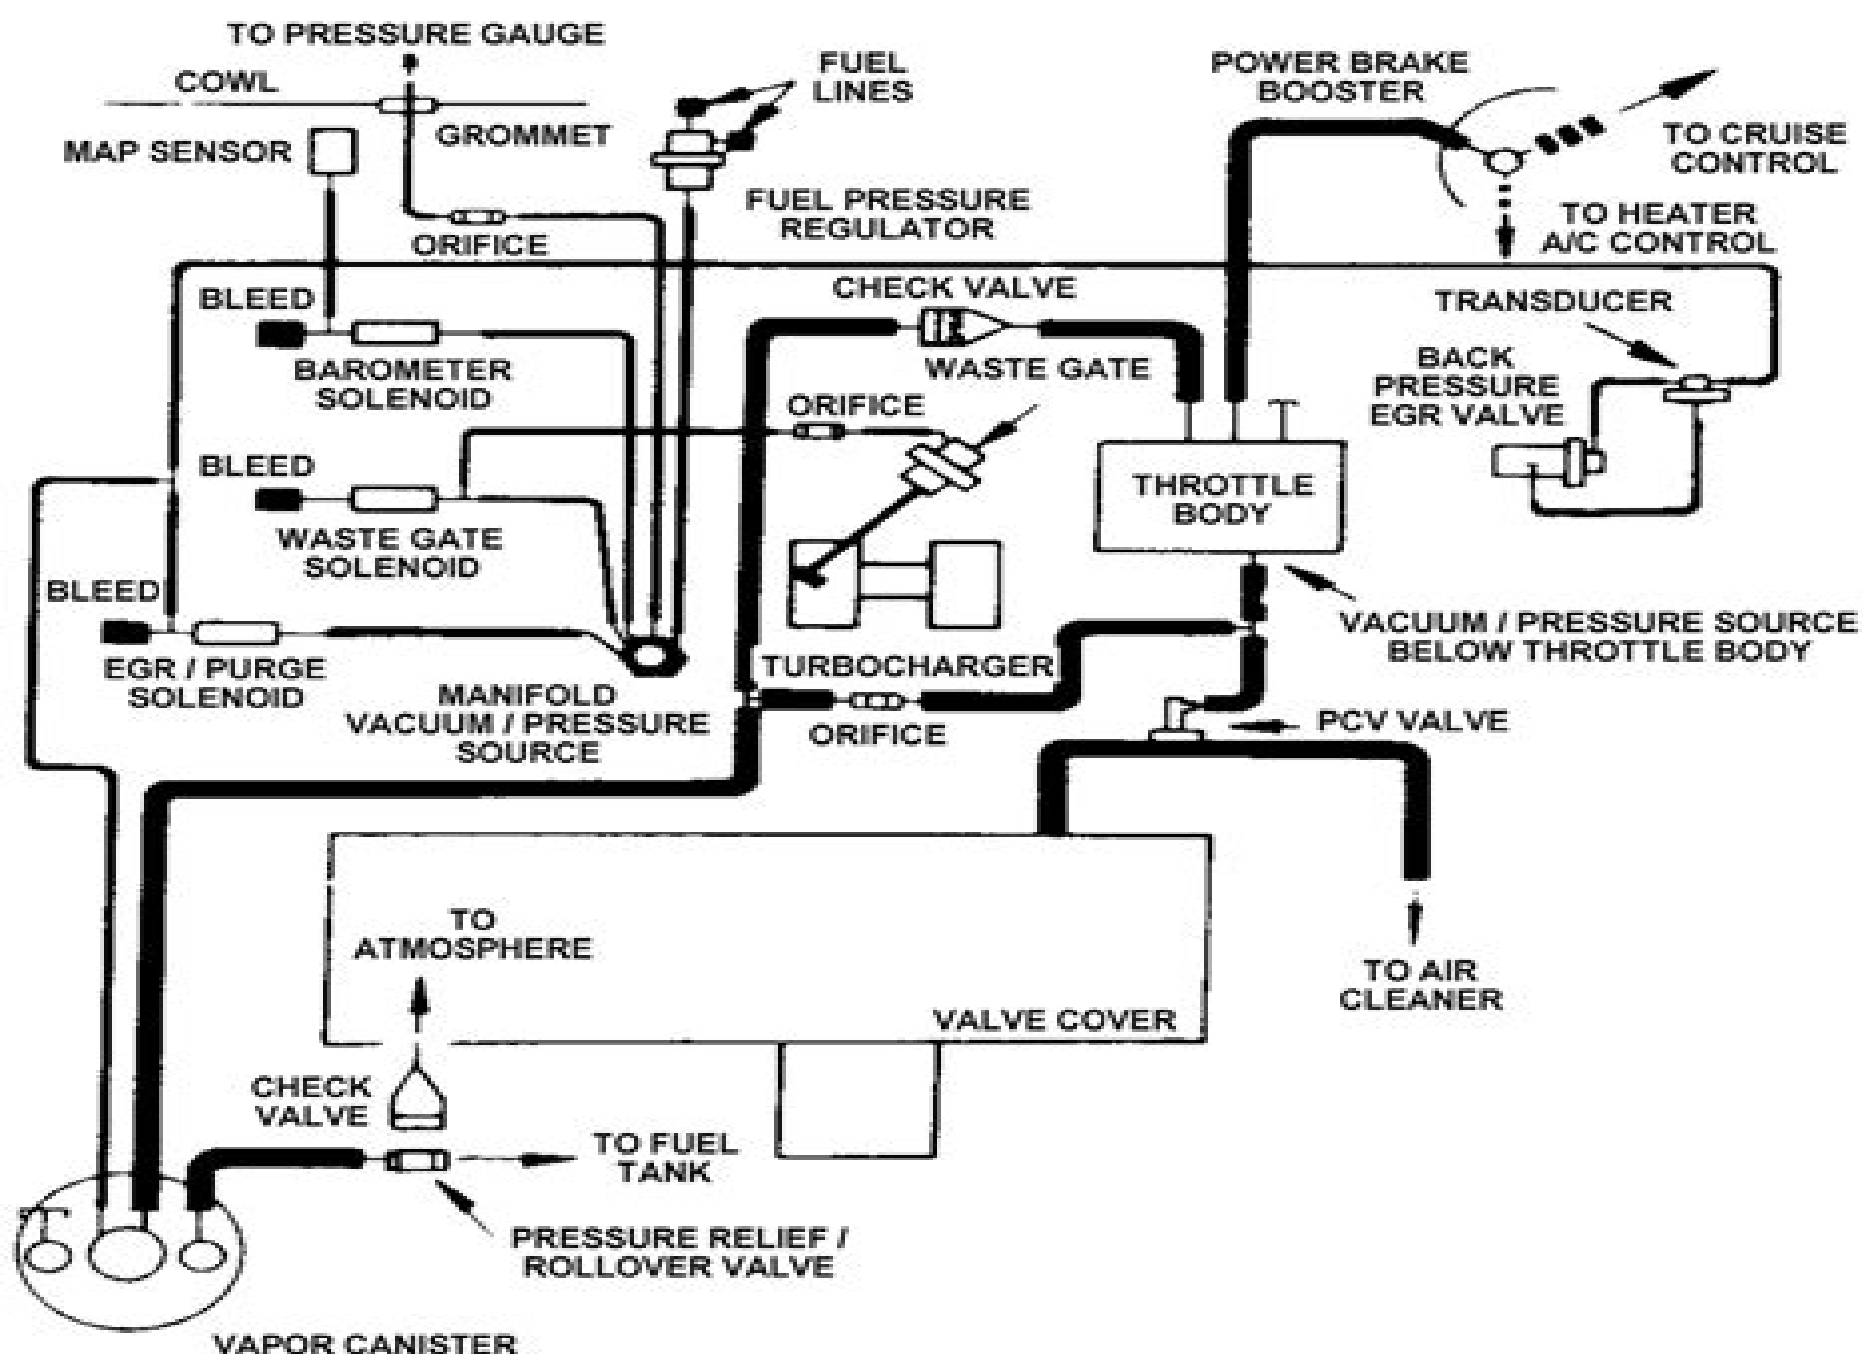 TO PRESSURE GAUGE
COWL
GROMMET
MAP SENSOR
ORIFICE
FUEL
LINES
FUEL PRESSURE
REGULATOR
POWER BRAKE
BOOSTER
TO CRUISE
CONTROL
TO HEATER
A/C CONTROL
BLEED
BAROMETER
SOLENOID
CHECK VALVE
WASTE GATE
ORIFICE
TRANSDUCER
BACK
PRESSURE
EGR VALVE
BLEED
WASTE GATE
SOLENOID
THROTTLE
BODY
BLEED
EGR / PURGE
SOLENOID
MANIFOLD
VACUUM / PRESSURE
SOURCE
TURBOCHARGER
ORIFICE
VACUUM / PRESSURE SOURCE
BELOW THROTTLE BODY
PCV VALVE
TO
ATMOSPHERE
VALVE COVER
TO AIR
CLEANER
CHECK
VALVE
TO FUEL
TANK
PRESSURE RELIEF /
ROLLOVER VALVE
VAPOR CANISTER